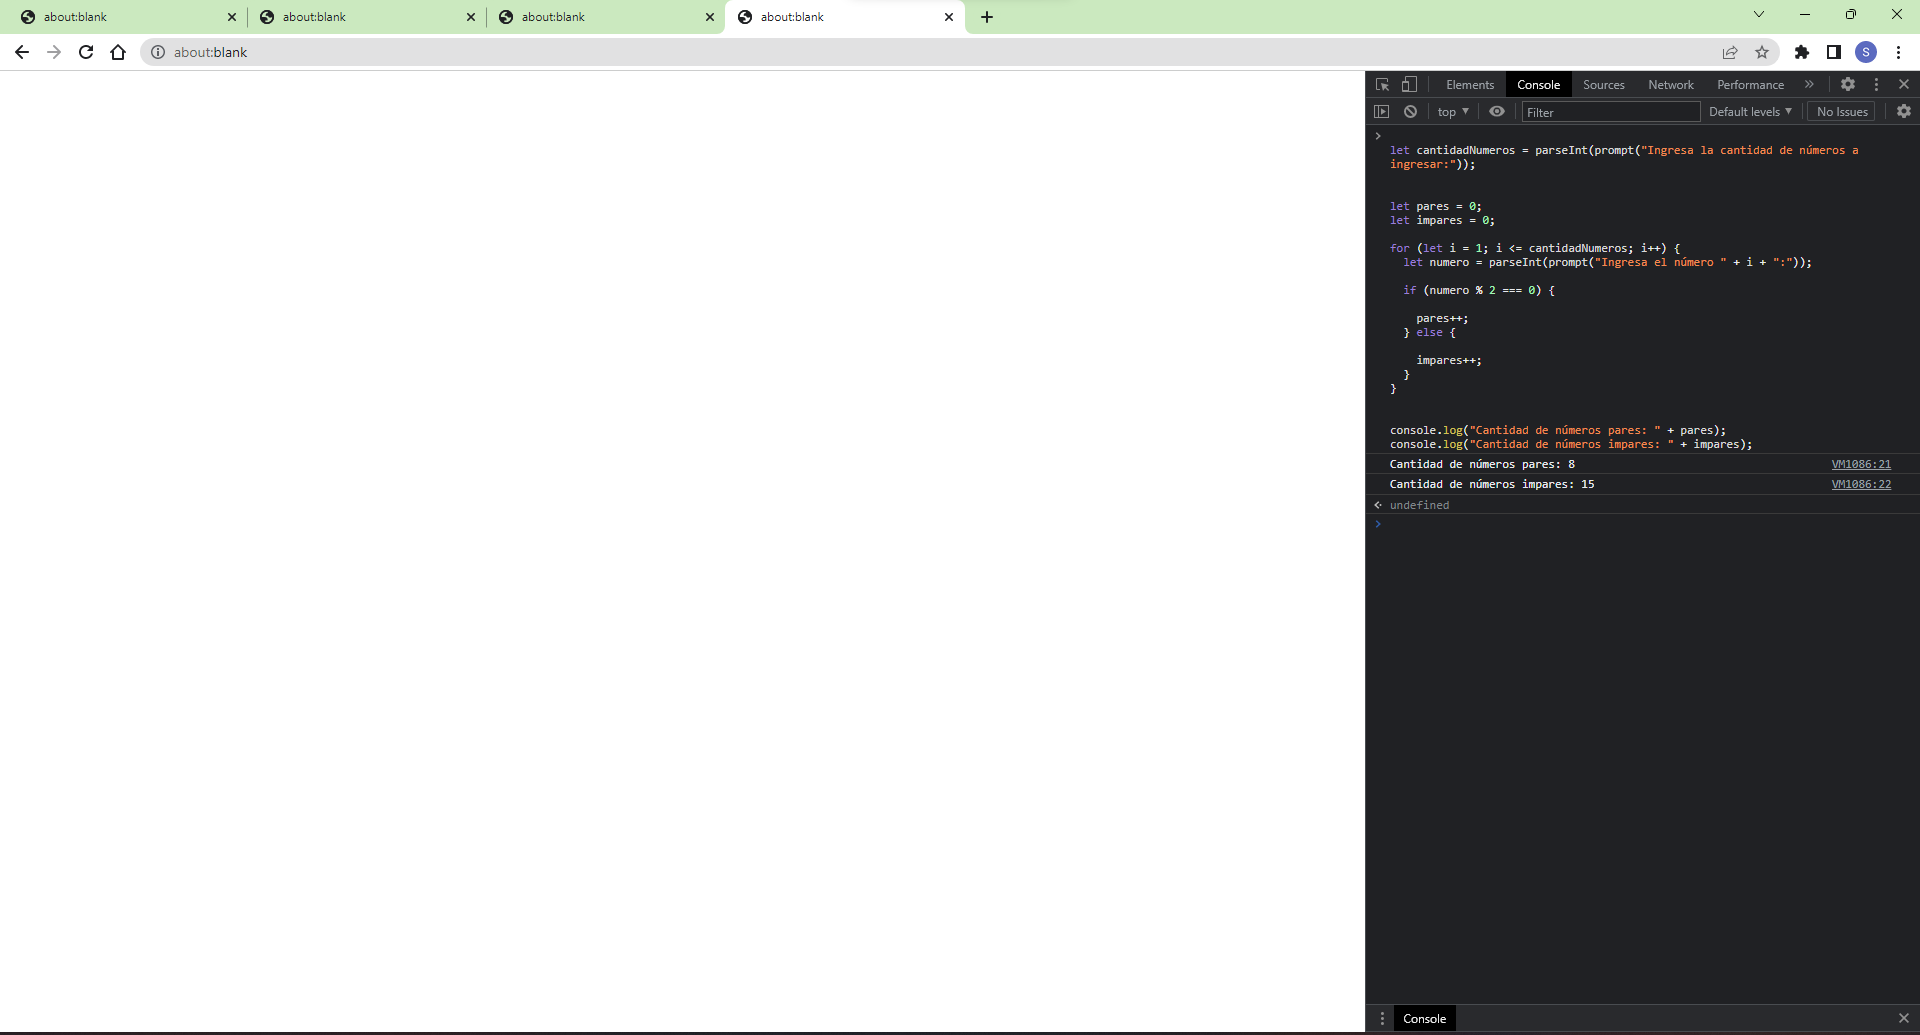 about:blank
about:blank
about:blank
about:blank
about:blank
S
Elements Console Sources Network Performance
top Filter Default levels No Issues
let cantidadNumeros = parseInt(prompt("Ingresa la cantidad de números a
ingresar:"));
let pares = 0;
let impares = 0;
for (let i = 1; i <= cantidadNumeros; i++) {
let numero = parseInt(prompt("Ingresa el número " + i + ":"));
if (numero % 2 === 0) {
pares++;
} else {
impares++;
}
}
console.log("Cantidad de números pares: " + pares);
console.log("Cantidad de números impares: " + impares);
Cantidad de números pares: 8 VM1086:21
Cantidad de números impares: 15 VM1086:22
undefined
Console